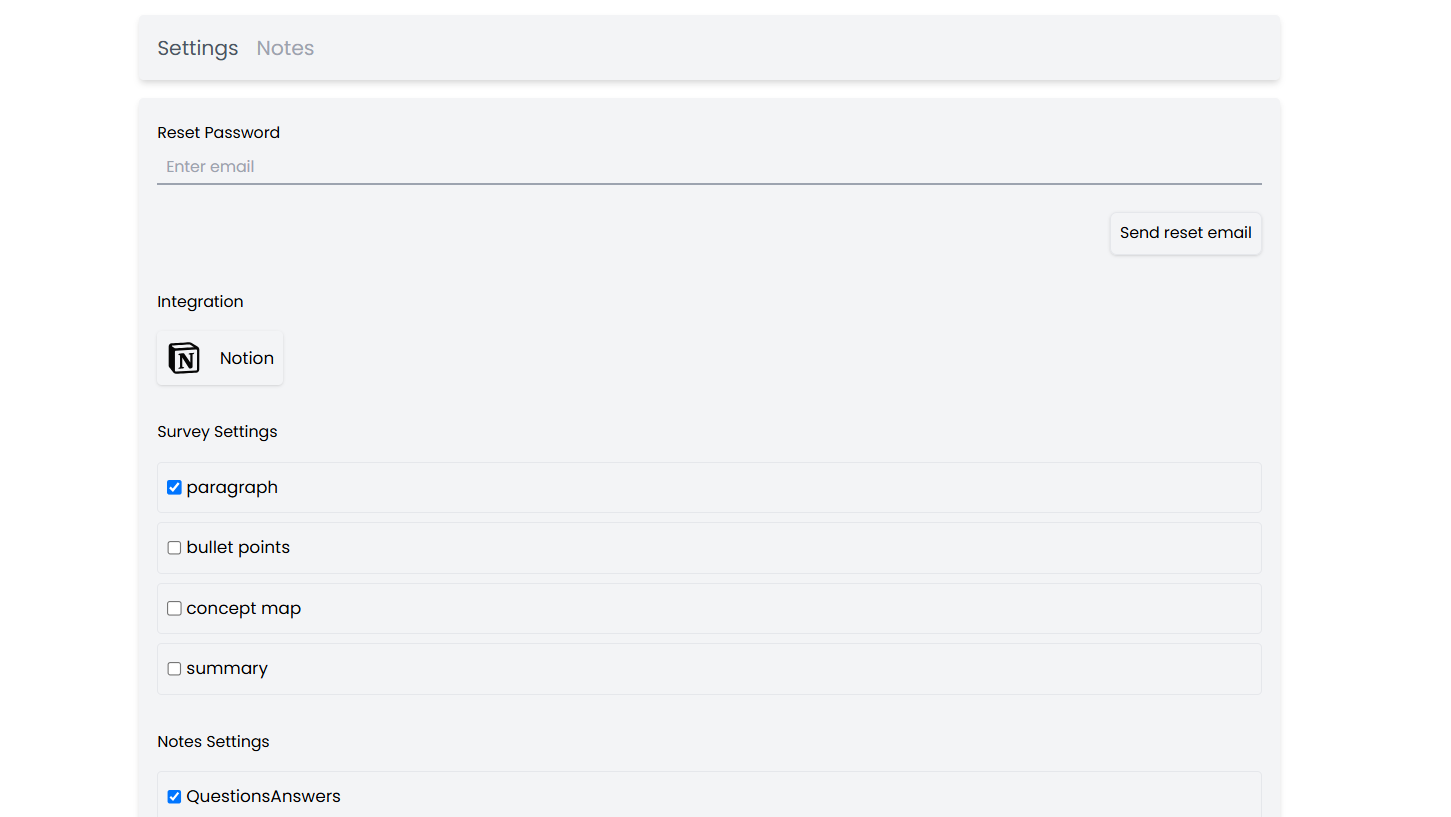 Settings Notes
Reset Password
Enter email
Send reset email
Integration
N Notion
Survey Settings
paragraph
bullet points
concept map
summary
Notes Settings
QuestionsAnswers